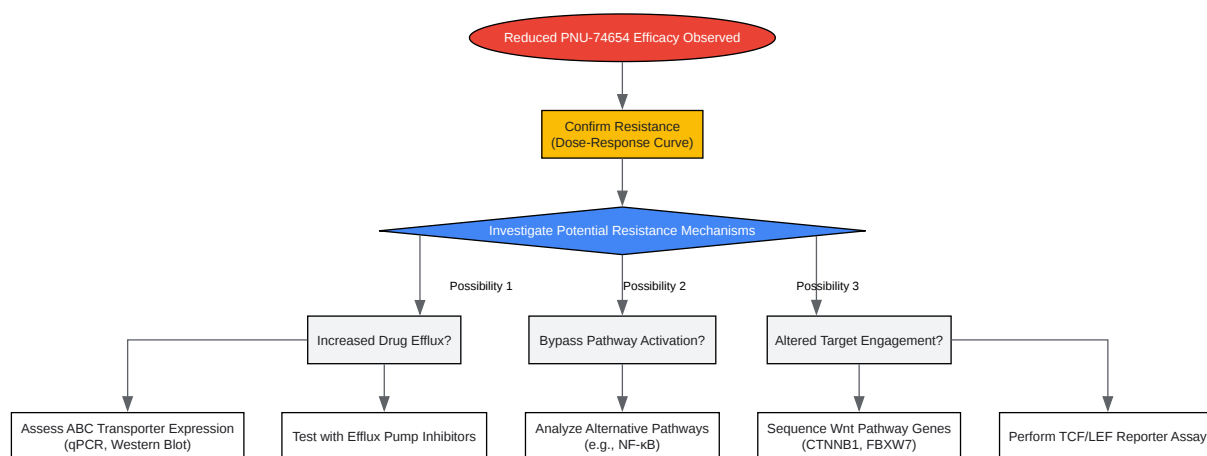 Reduced PNU-74654 Efficacy Observed
Confirm Resistance
(Dose-Response Curve)
Investigate Potential Resistance Mechanisms
Possibility 1
Possibility 2
Possibility 3
Increased Drug Efflux?
Bypass Pathway Activation?
Altered Target Engagement?
Assess ABC Transporter Expression
(qPCR, Western Blot)
Test with Efflux Pump Inhibitors
Analyze Alternative Pathways
(e.g., NF-κB)
Sequence Wnt Pathway Genes
(CTNNB1, FBXW7)
Perform TCF/LEF Reporter Assay